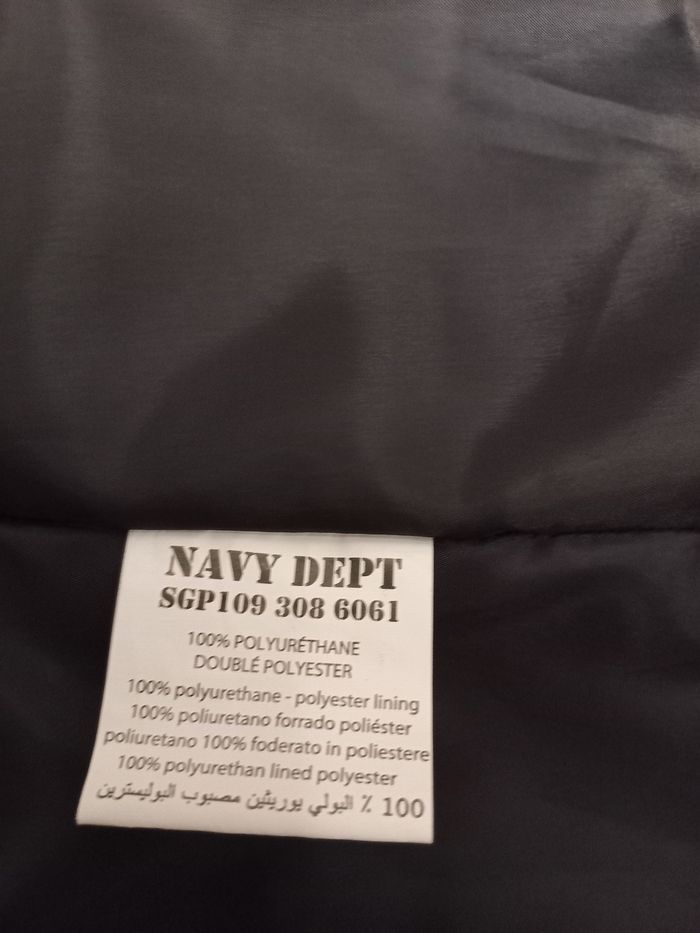 NAVY DEPT
SGP109 308 6061
100% POLYURÉTHANE
DOUBLÉ POLYESTER
100% polyurethane - polyester lining
100% poliuretano forrado poliéster
poliuretano 100% foderato in poliestere
100% polyurethan lined polyester
100 ٪ البولي يوريثين مصبوب البوليسترين